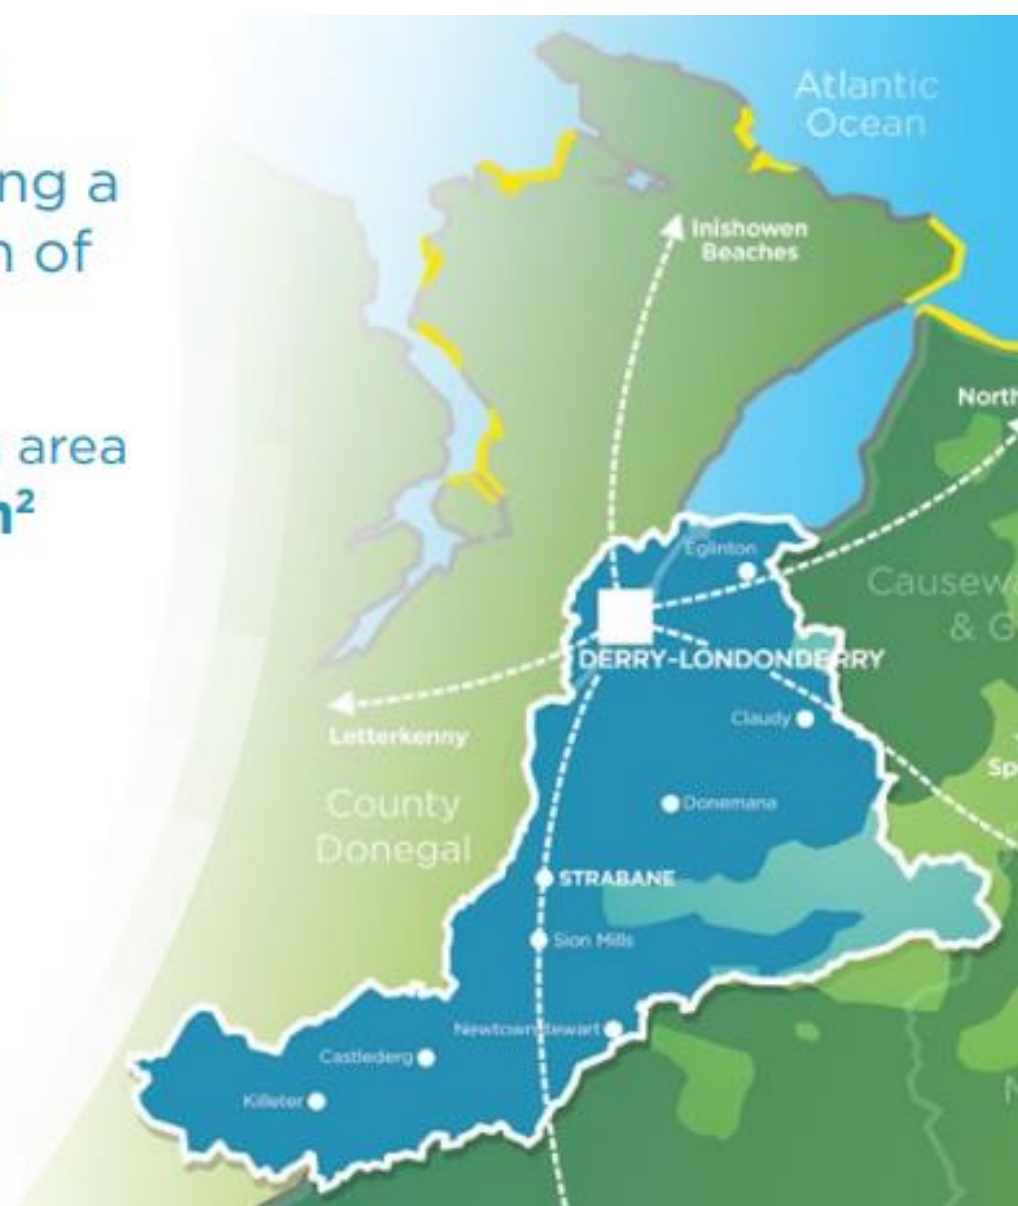 ng a
of
area
²
Atlantic
Ocean
Inishowen
Beaches
North
Eglinton
Causew
& G
DERRY-LONDONDERRY
Letterkenny
Claudy
Sp
County
Donegal
Donemana
STRABANE
Sion Mills
Newtownstewart
Castlederg
Killeter
N